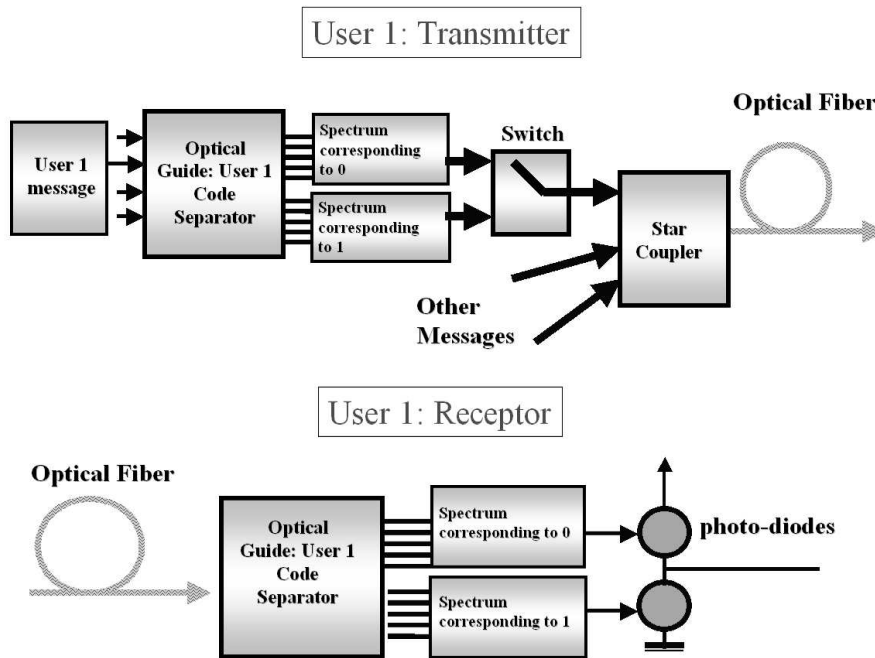 User 1: Transmitter
Optical Fiber
User 1
message
Optical
Guide: User 1
Code
Separator
Spectrum
corresponding
to 0
Spectrum
corresponding
to 1
Switch
Star
Coupler
Other
Messages
User 1: Receptor
Optical Fiber
Optical
Guide: User 1
Code
Separator
Spectrum
corresponding to 0
Spectrum
corresponding to 1
photo-diodes